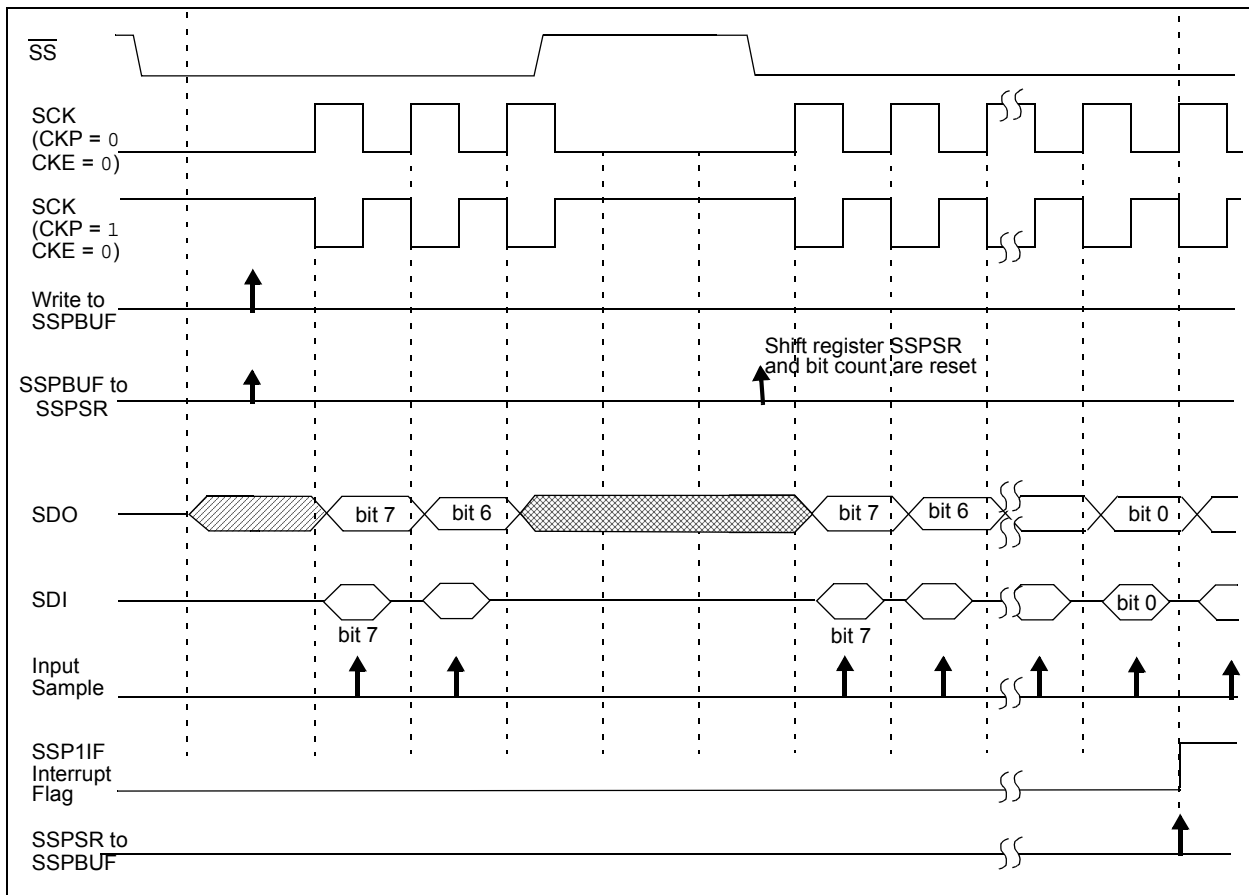 SS
SCK
(CKP = 0
CKE = 0)
SCK
(CKP = 1
CKE = 0)
Write to
SSPBUF
Shift register SSPSR
and bit count are reset
SSPBUF to
SSPSR
SDO
bit 7
bit 6
bit 7
bit 6
bit 0
SDI
bit 0
bit 7
bit 7
Input
Sample
SSP1IF
Interrupt
Flag
SSPSR to
SSPBUF